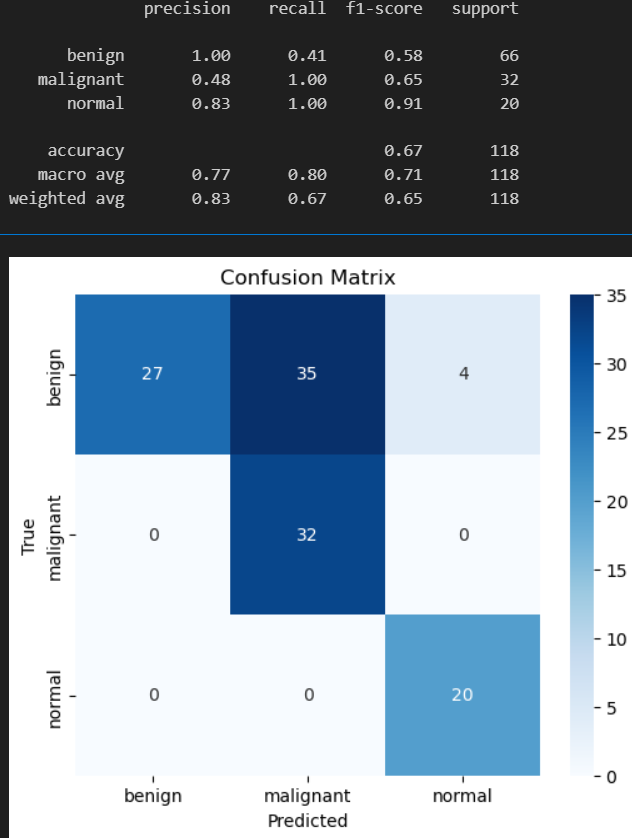 precision recall f1-score support
benign 1.00 0.41 0.58 66
malignant 0.48 1.00 0.65 32
normal 0.83 1.00 0.91 20
accuracy 0.67 118
macro avg 0.77 0.80 0.71 118
weighted avg 0.83 0.67 0.65 118
Confusion Matrix
benign 27 35 4
malignant 0 32 0
normal 0 0 20
True
benign malignant normal
Predicted
35
30
25
20
15
10
5
0